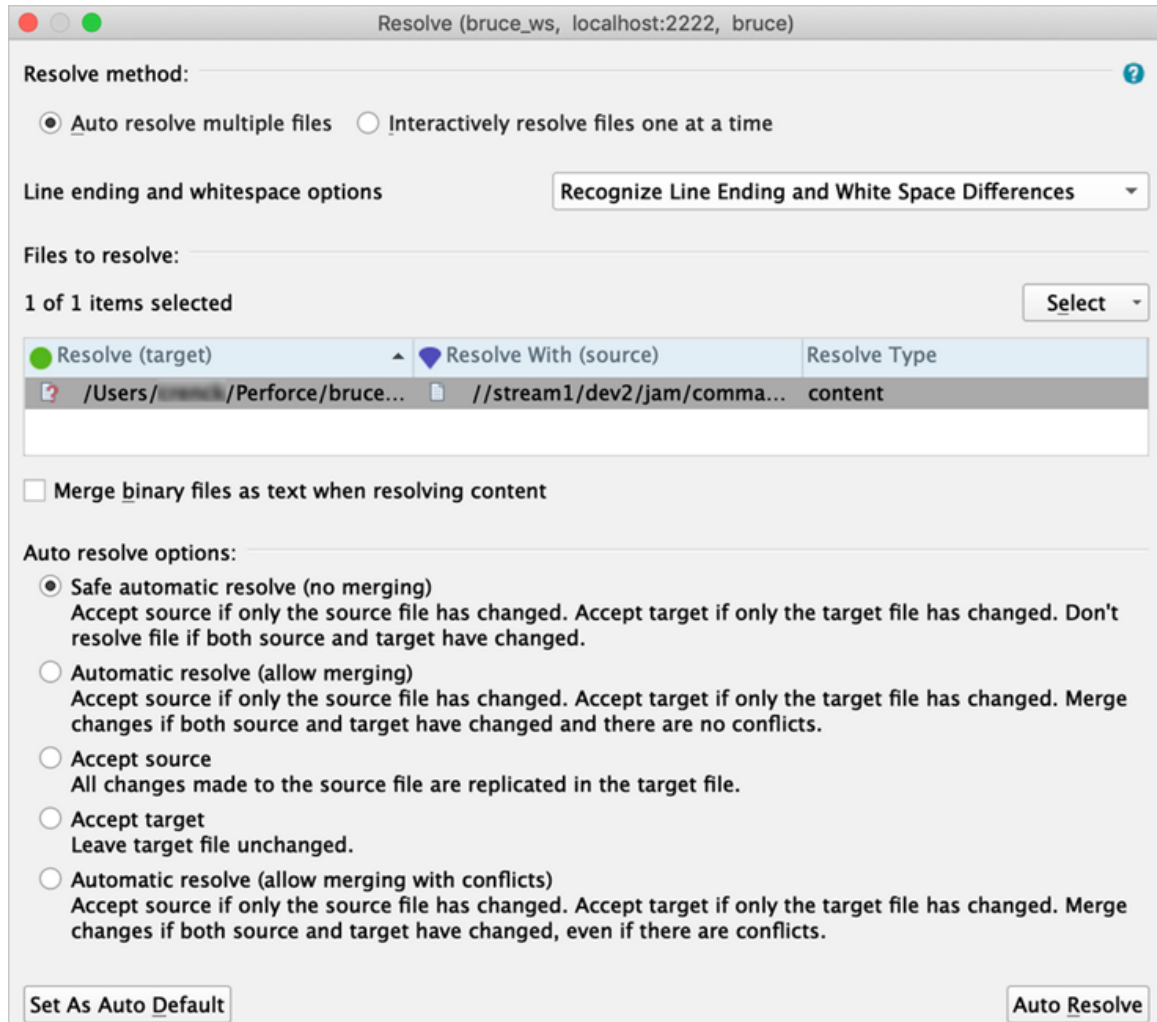 Resolve (bruce_ws, localhost:2222, bruce)
Resolve method:
?
Auto resolve multiple files Interactively resolve files one at a time
Line ending and whitespace options Recognize Line Ending and White Space Differences
Files to resolve:
1 of 1 items selected Select
Resolve (target) Resolve With (source) Resolve Type
/Users/ /Perforce/bruce... //stream1/dev2/jam/comma... content
Merge binary files as text when resolving content
Auto resolve options:
Safe automatic resolve (no merging)
Accept source if only the source file has changed. Accept target if only the target file has changed. Don't
resolve file if both source and target have changed.
Automatic resolve (allow merging)
Accept source if only the source file has changed. Accept target if only the target file has changed. Merge
changes if both source and target have changed and there are no conflicts.
Accept source
All changes made to the source file are replicated in the target file.
Accept target
Leave target file unchanged.
Automatic resolve (allow merging with conflicts)
Accept source if only the source file has changed. Accept target if only the target file has changed. Merge
changes if both source and target have changed, even if there are conflicts.
Set As Auto Default Auto Resolve